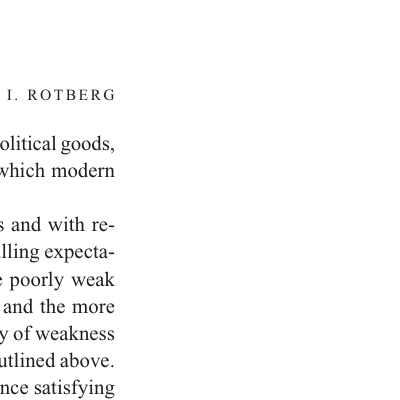 I. ROTBERG
olitical goods,
which modern
s and with re-
lling expecta-
e poorly weak
and the more
y of weakness
utlined above.
nce satisfying